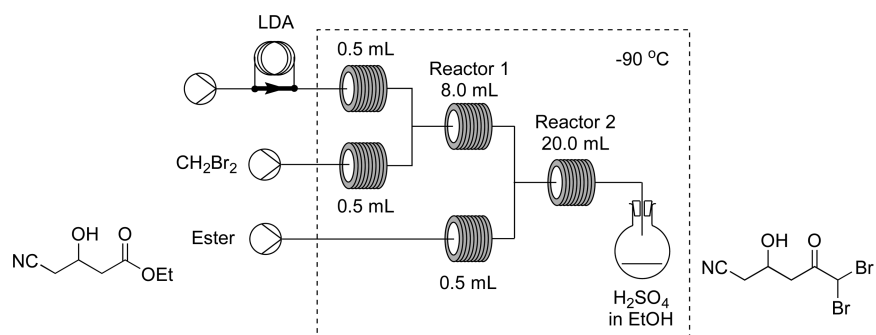 LDA
0.5 mL
-90 °C
Reactor 1
8.0 mL
Reactor 2
20.0 mL
CH₂Br₂
0.5 mL
Ester
0.5 mL
OH
O
NC
OEt
H₂SO₄
in EtOH
OH
O
NC
Br
Br